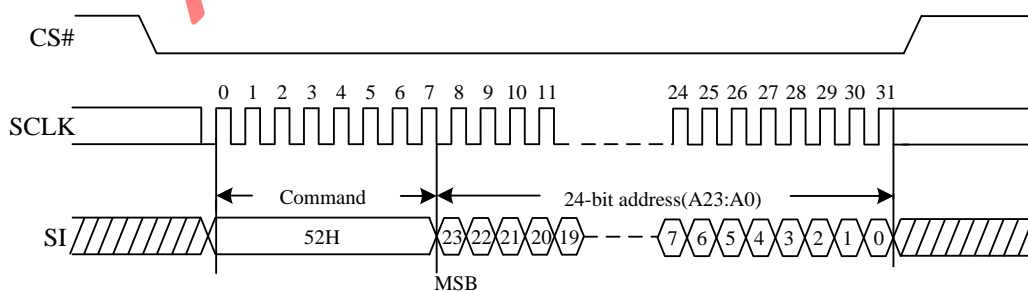 CS#
0 1 2 3 4 5 6 7 8 9 10 11 24 25 26 27 28 29 30 31
SCLK
Command 24-bit address(A23:A0)
SI 52H 23 22 21 20 19 7 6 5 4 3 2 1 0
MSB